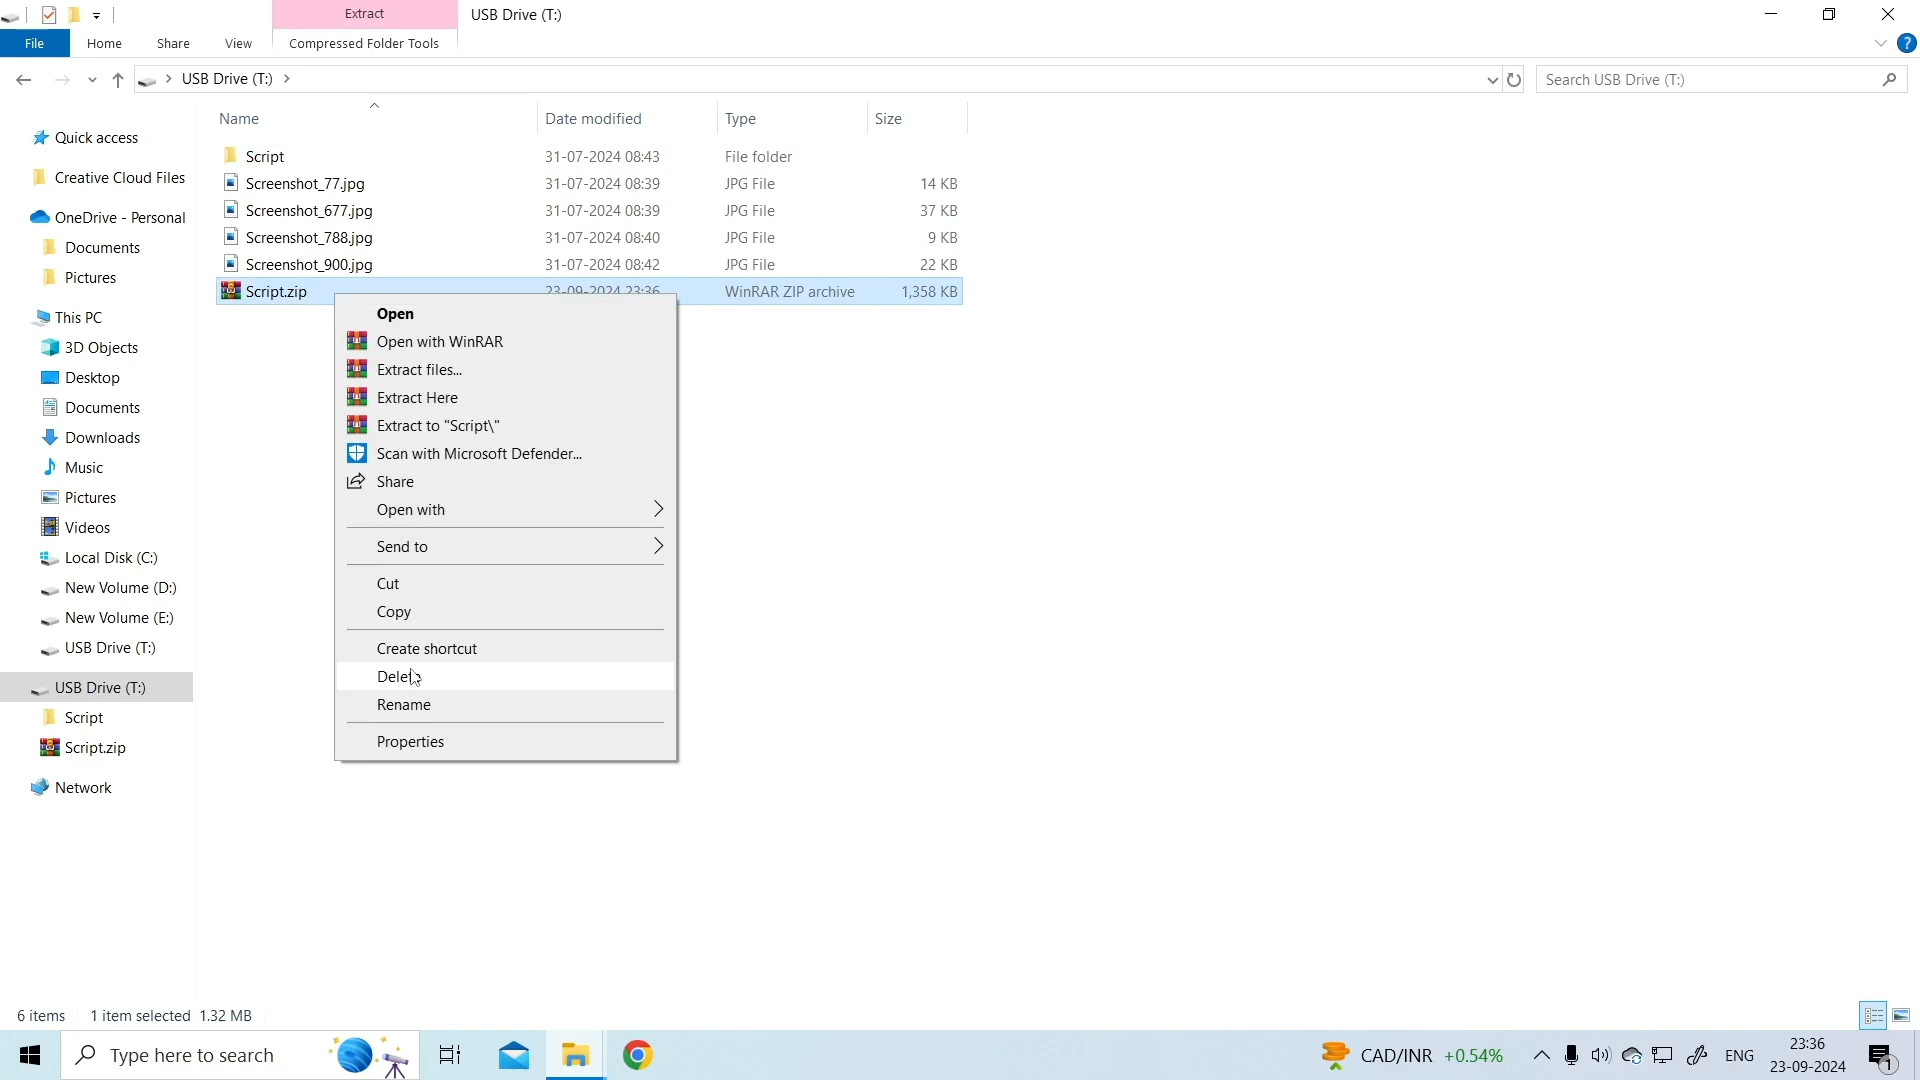 Extract
USB Drive (T:)
File
Home
Share
View
Compressed Folder Tools
?
USB Drive (T:)
Search USB Drive (T:)
Name
Date modified
Type
Size
Script
31-07-2024 08:43
File folder
Screenshot_77.jpg
31-07-2024 08:39
JPG File
14 KB
Screenshot_677.jpg
31-07-2024 08:39
JPG File
37 KB
Screenshot_788.jpg
31-07-2024 08:40
JPG File
9 KB
Screenshot_900.jpg
31-07-2024 08:42
JPG File
22 KB
Script.zip
23-09-2024 23:36
WinRAR ZIP archive
1,358 KB
Quick access
Creative Cloud Files
OneDrive - Personal
Documents
Pictures
This PC
3D Objects
Desktop
Documents
Downloads
Music
Pictures
Videos
Local Disk (C:)
New Volume (D:)
New Volume (E:)
USB Drive (T:)
USB Drive (T:)
Script
Script.zip
Network
Open
Open with WinRAR
Extract files...
Extract Here
Extract to "Script\"
Scan with Microsoft Defender...
Share
Open with
Send to
Cut
Copy
Create shortcut
Delete
Rename
Properties
6 items
1 item selected 1.32 MB
Type here to search
CAD/INR +0.54%
ENG
23:36
23-09-2024
1